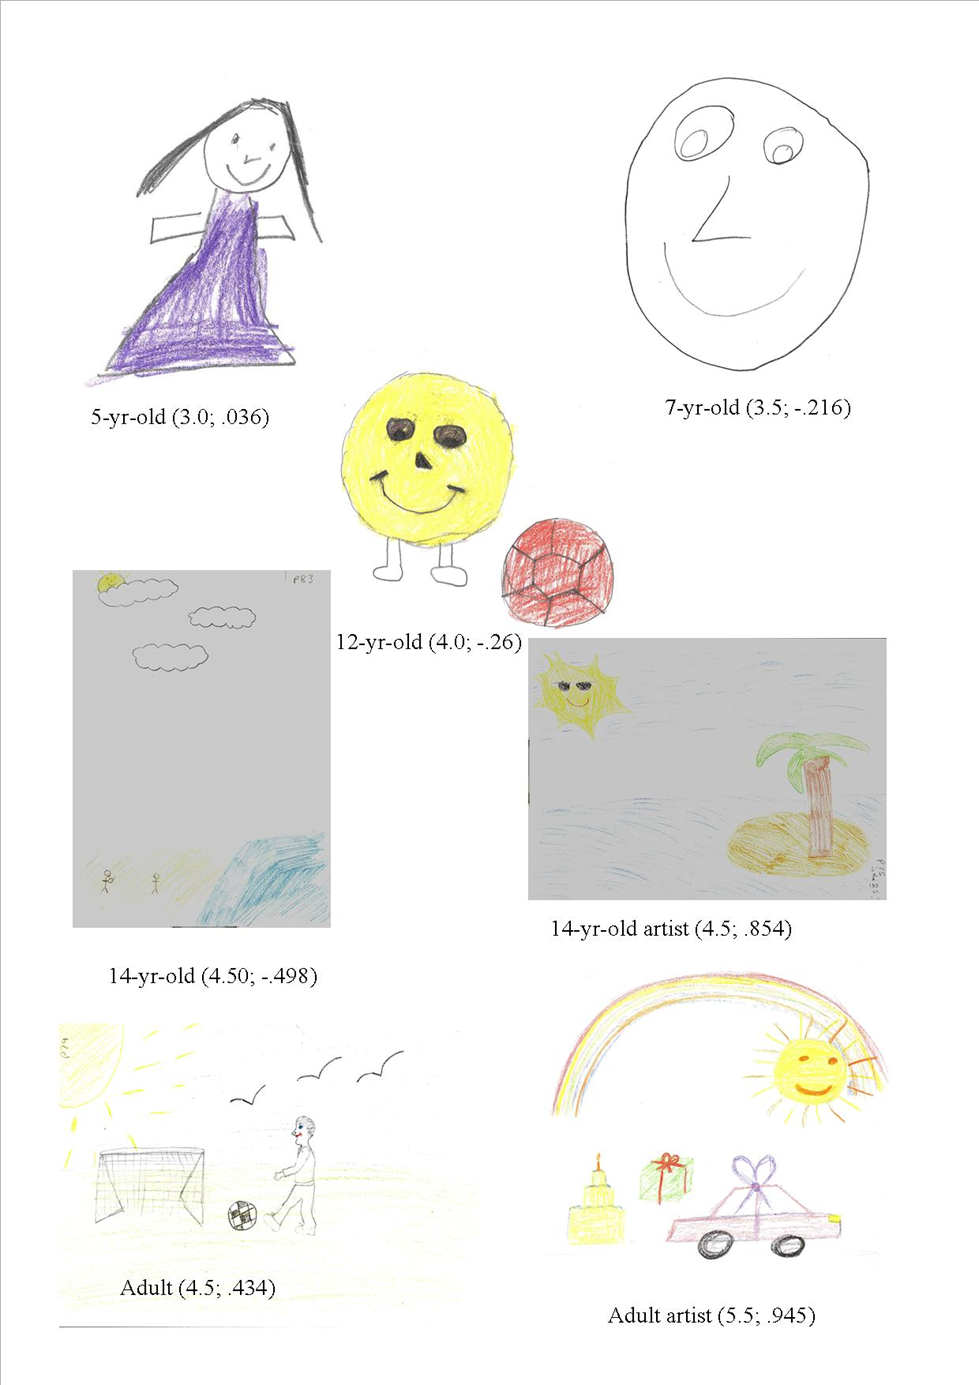 5-yr-old (3.0; .036)
7-yr-old (3.5; -.216)
12-yr-old (4.0; -.26)
P83
14-yr-old artist (4.5; .854)
14-yr-old (4.50; -.498)
P29
Adult (4.5; .434)
Adult artist (5.5; .945)